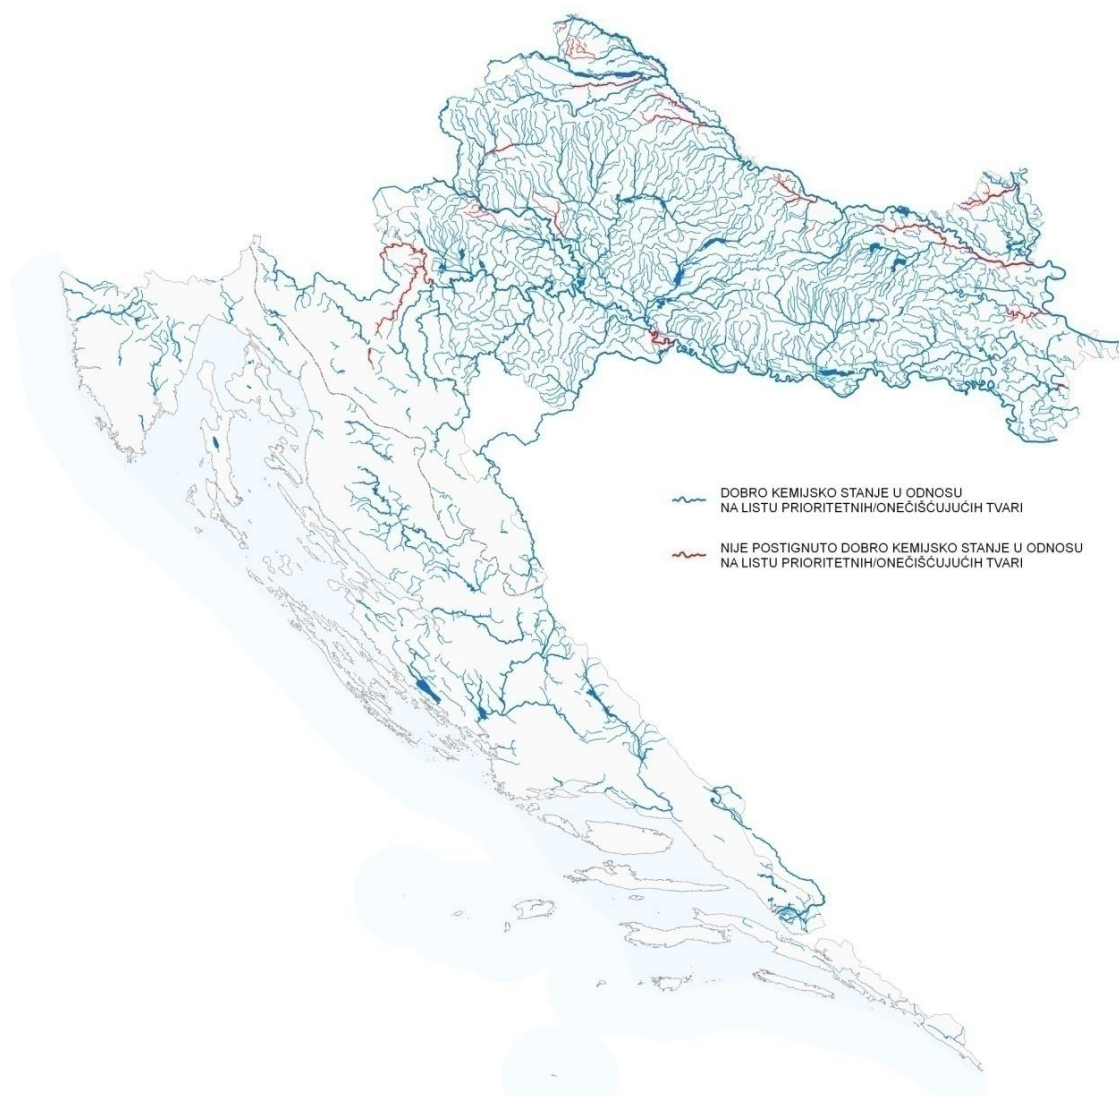 DOBRO KEMIJSKO STANJE U ODNOSU
NA LISTU PRIORITETNIH/ONEČIŠĆUJUĆIH TVARI
NIJE POSTIGNUTO DOBRO KEMIJSKO STANJE U ODNOSU
NA LISTU PRIORITETNIH/ONEČIŠĆUJUĆIH TVARI